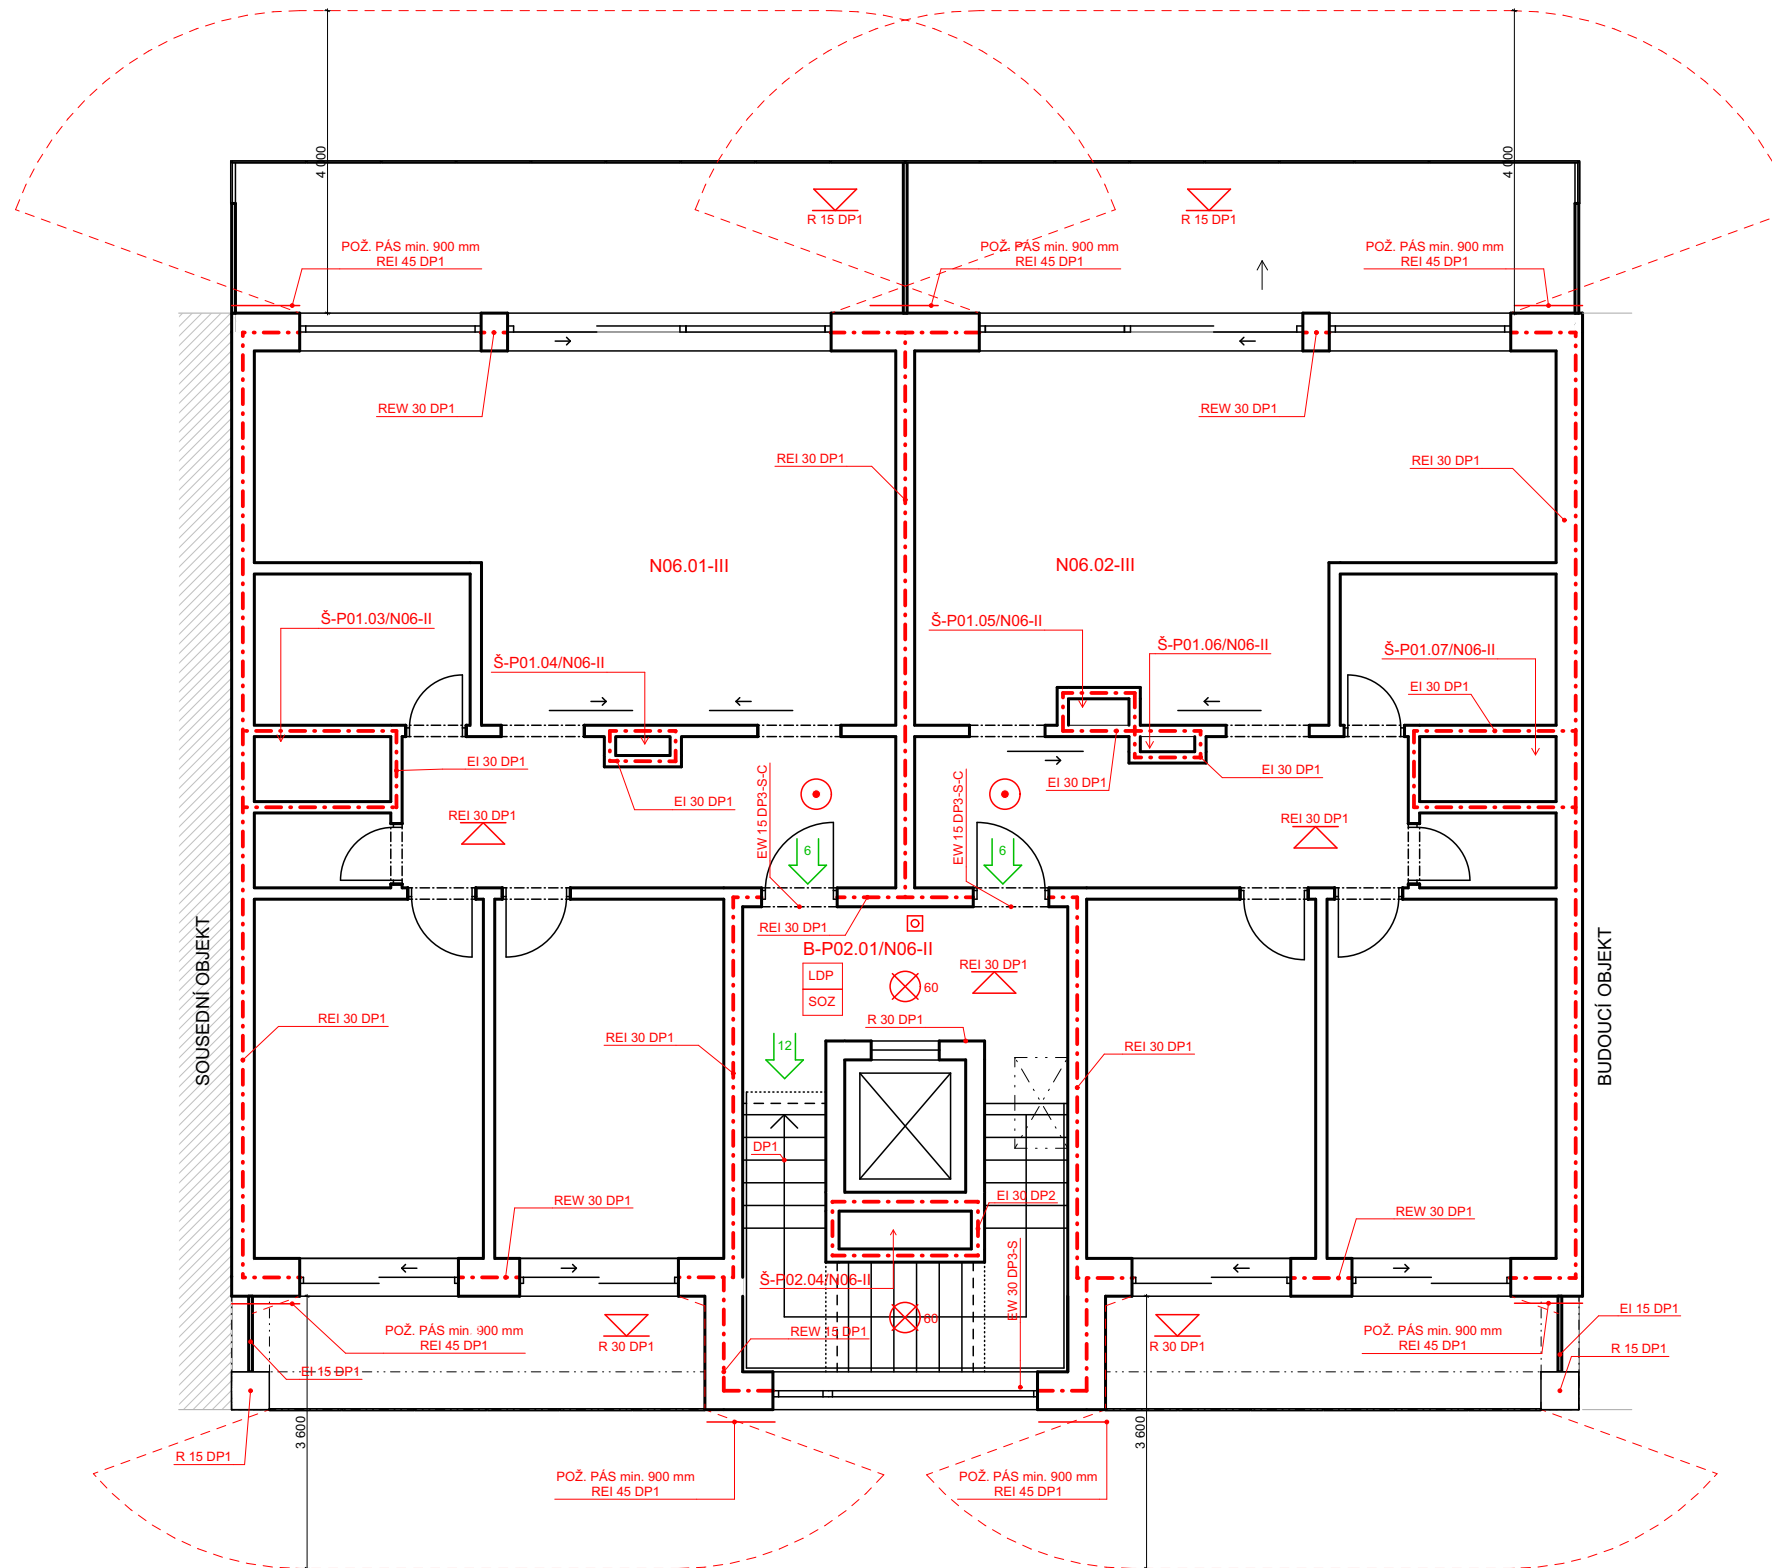 4 000
4 000
R 15 DP1
R 15 DP1
POŽ. PÁS min. 900 mm
REI 45 DP1
POŽ. PÁS min. 900 mm
REI 45 DP1
POŽ. PÁS min. 900 mm
REI 45 DP1
REW 30 DP1
REW 30 DP1
REI 30 DP1
REI 30 DP1
N06.01-III
N06.02-III
Š-P01.03/N06-II
Š-P01.05/N06-II
Š-P01.04/N06-II
Š-P01.06/N06-II
Š-P01.07/N06-II
EI 30 DP1
EI 30 DP1
EI 30 DP1
EI 30 DP1
EI 30 DP1
EW 15 DP3-S-C
EW 15 DP3-S-C
REI 30 DP1
REI 30 DP1
6
6
REI 30 DP1
B-P02.01/N06-II
LDP
SOZ
60
REI 30 DP1
SOUSEDNÍ OBJEKT
BUDOUCÍ OBJEKT
REI 30 DP1
R 30 DP1
REI 30 DP1
12
REI 30 DP1
DP1
REW 30 DP1
EI 30 DP2
REW 30 DP1
Š-P02.04/N06-II
EW 30 DP3-S
60
REW 15 DP1
POŽ. PÁS min. 900 mm
REI 45 DP1
R 30 DP1
R 30 DP1
POŽ. PÁS min. 900 mm
REI 45 DP1
EI 15 DP1
EI 15 DP1
R 15 DP1
R 15 DP1
3 600
3 600
POŽ. PÁS min. 900 mm
REI 45 DP1
POŽ. PÁS min. 900 mm
REI 45 DP1